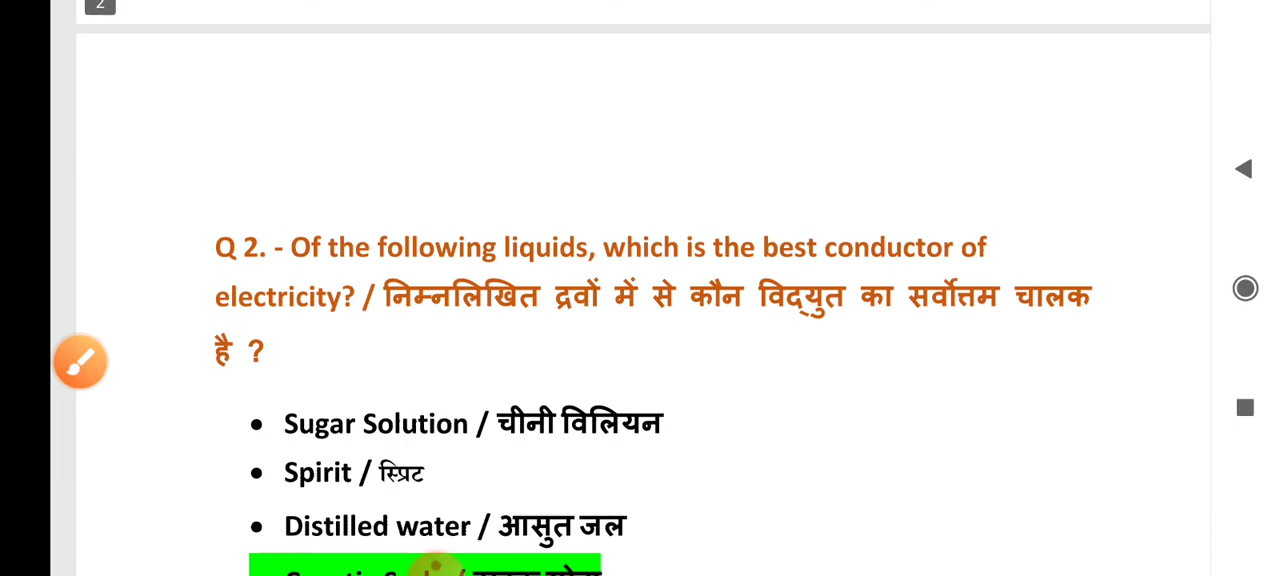 2
Q 2. - Of the following liquids, which is the best conductor of
electricity? / निम्नलिखित द्रवों में से कौन विद्युत का सर्वोत्तम चालक
है ?
• Sugar Solution / चीनी विलियन
• Spirit / स्प्रिट
• Distilled water / आसुत जल